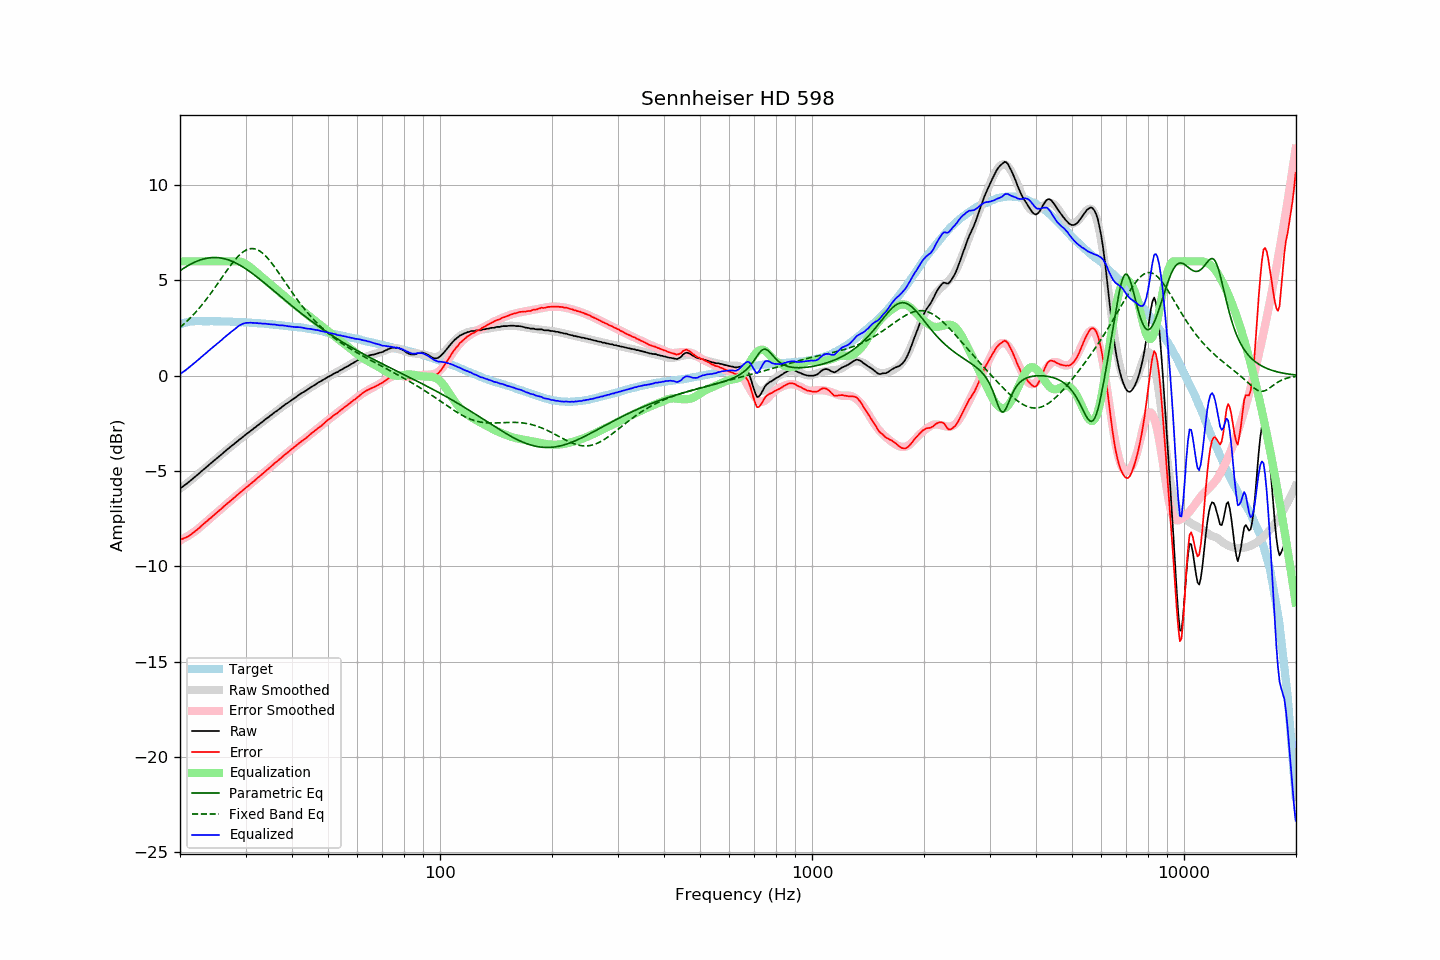 Sennheiser HD 598
10
5
0
−5
−10
−15
−20
−25
Amplitude (dBr)
Target
Raw Smoothed
Error Smoothed
Raw
Error
Equalization
Parametric Eq
Fixed Band Eq
Equalized
100
1000
10000
Frequency (Hz)